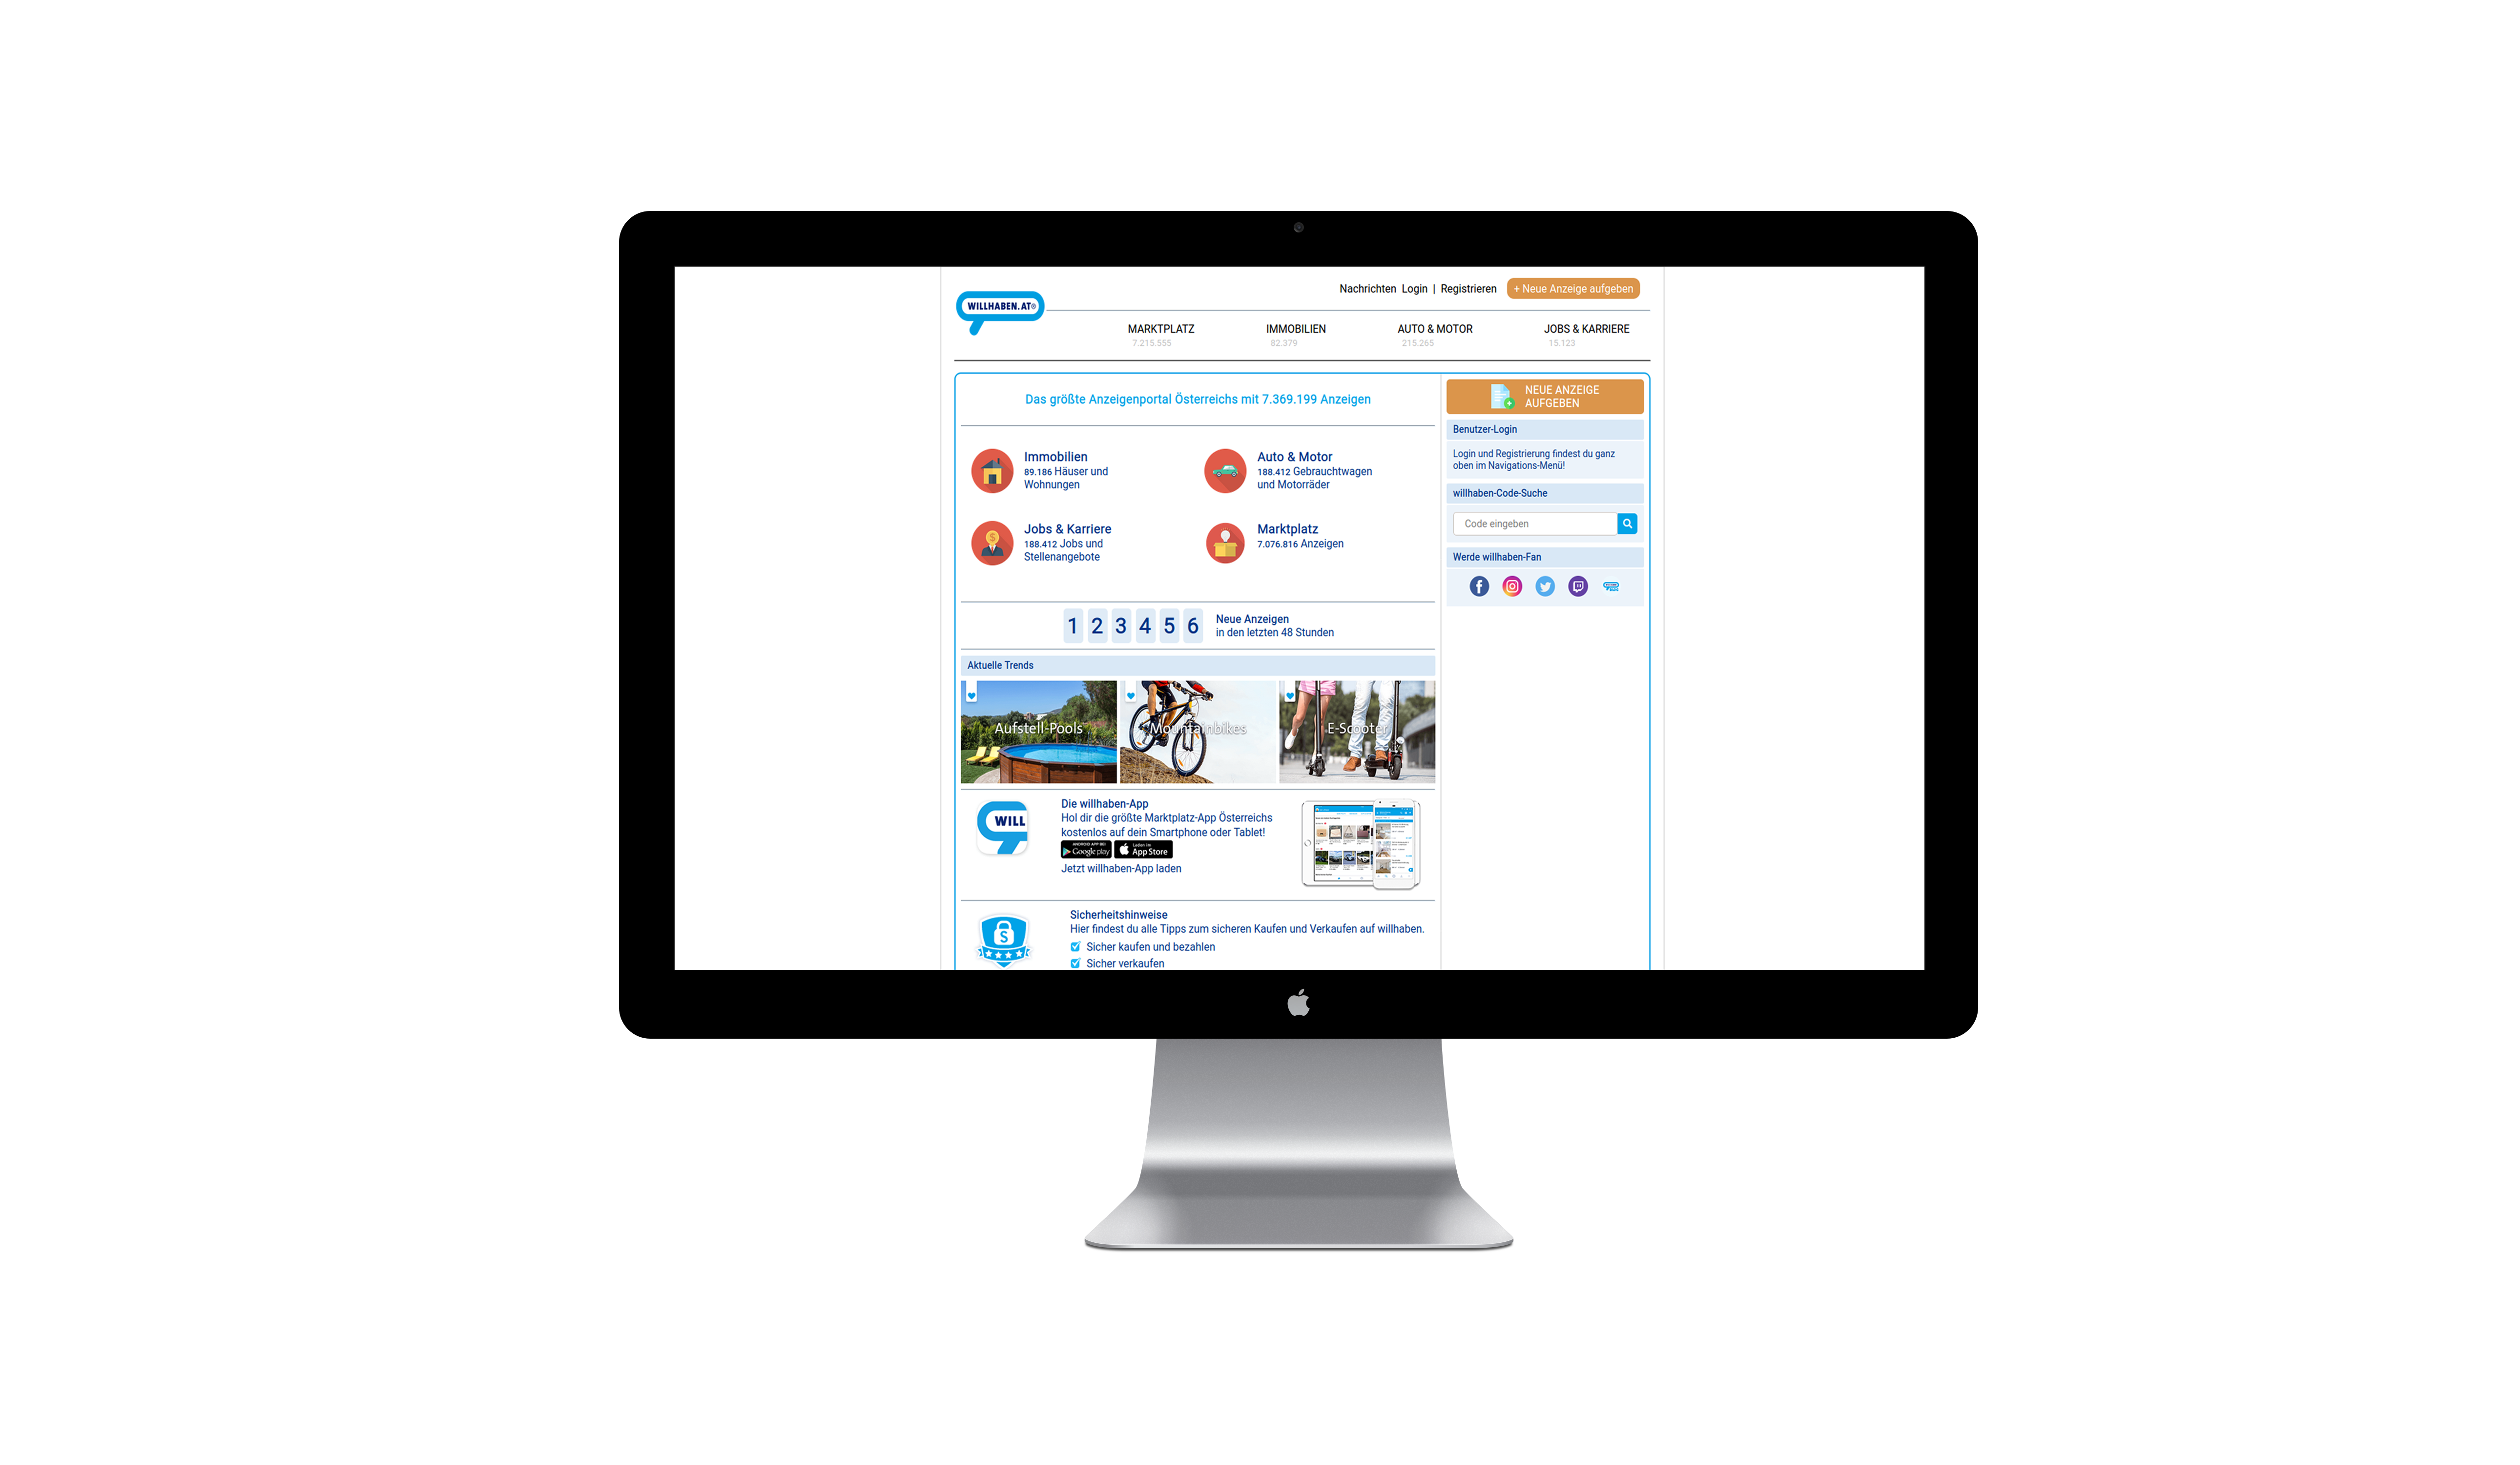 Nachrichten Login | Registrieren + Neue Anzeige aufgeben
WILLHABEN.AT®
MARKTPLATZ IMMOBILIEN AUTO & MOTOR JOBS & KARRIERE
7.215.555 82.379 215.265 15.123
Das größte Anzeigenportal Österreichs mit 7.369.199 Anzeigen
Immobilien
89.186 Häuser und
Wohnungen
Auto & Motor
188.412 Gebrauchtwagen
und Motorräder
Jobs & Karriere
188.412 Jobs und
Stellenangebote
Marktplatz
7.076.816 Anzeigen
1 2 3 4 5 6
Neue Anzeigen
in den letzten 48 Stunden
Aktuelle Trends
Aufstell-Pools
Mountainbikes
E-Scooter
WILL
Die willhaben-App
Hol dir die größte Marktplatz-App Österreichs
kostenlos auf dein Smartphone oder Tablet!
ANDROID APP BEI
Google play
Laden im
App Store
Jetzt willhaben-App laden
Sicherheitshinweise
Hier findest du alle Tipps zum sicheren Kaufen und Verkaufen auf willhaben.
Sicher kaufen und bezahlen
Sicher verkaufen
NEUE ANZEIGE
AUFGEBEN
Benutzer-Login
Login und Registrierung findest du ganz
oben im Navigations-Menü!
willhaben-Code-Suche
Code eingeben
Werde willhaben-Fan